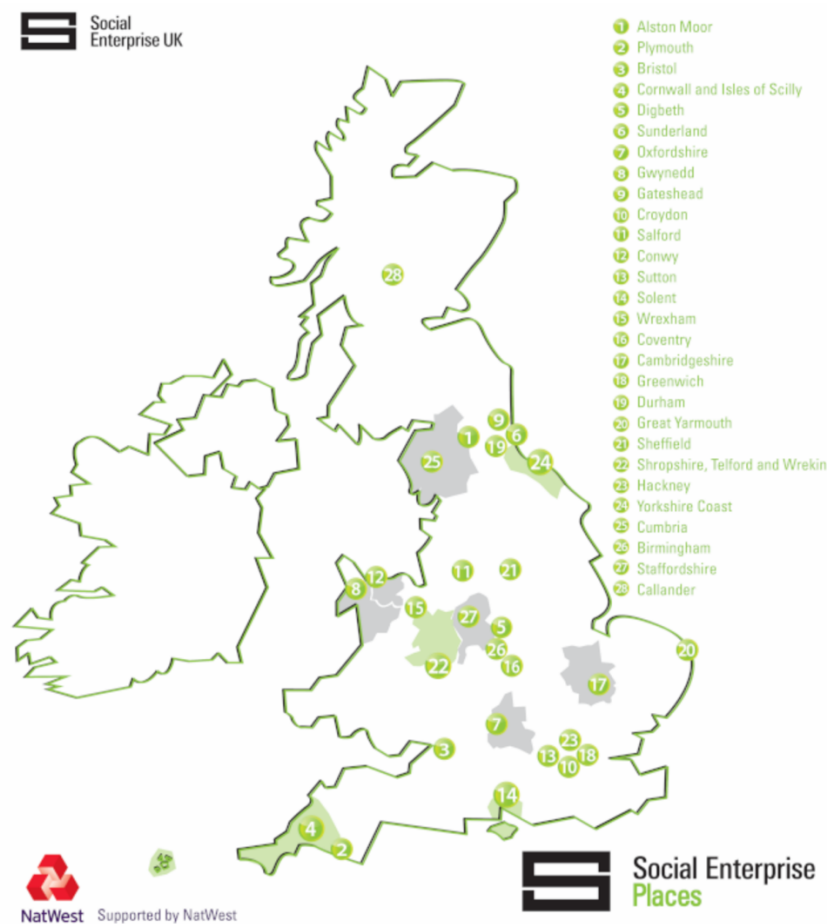 Social
Enterprise UK
1 Alston Moor
2 Plymouth
3 Bristol
4 Cornwall and Isles of Scilly
5 Digbeth
6 Sunderland
7 Oxfordshire
8 Gwynedd
9 Gateshead
10 Croydon
11 Salford
12 Conwy
13 Sutton
14 Solent
15 Wrexham
16 Coventry
17 Cambridgeshire
18 Greenwich
19 Durham
20 Great Yarmouth
21 Sheffield
22 Shropshire, Telford and Wrekin
23 Hackney
24 Yorkshire Coast
25 Cumbria
26 Birmingham
27 Staffordshire
28 Callander
28
9
1
6
19
25
24
12
11
21
8
15
27
5
26
20
22
16
17
7
23
3
13
18
10
14
4
2
Social Enterprise
Places
NatWest
Supported by NatWest